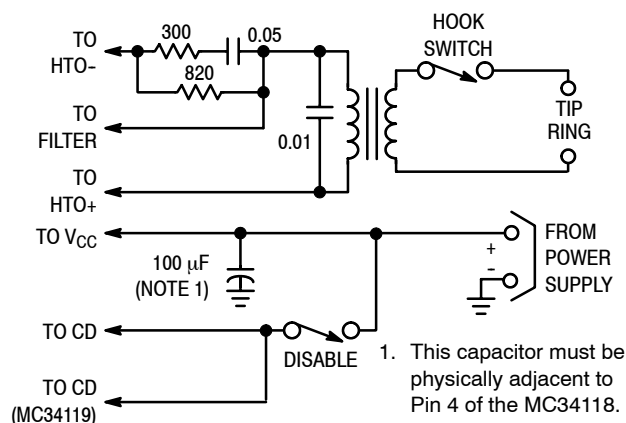 TO
HTO–
300
0.05
820
TO
FILTER
0.01
TO
HTO+
HOOK
SWITCH
TIP
RING
TO VCC
100 μF
(NOTE 1)
+
-
FROM
POWER
SUPPLY
TO CD
DISABLE
TO CD
(MC34119)
1. This capacitor must be
physically adjacent to
Pin 4 of the MC34118.